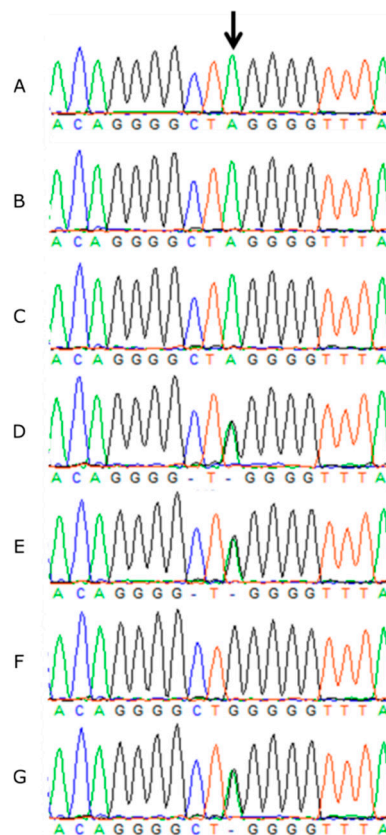 A
A C A G G G G C T A G G G G T T T A
B
A C A G G G G C T A G G G G T T T A
C
A C A G G G G C T A G G G G T T T A
D
A C A G G G G - T - G G G G T T T A
E
A C A G G G G - T - G G G G T T T A
F
A C A G G G G C T G G G G G T T T A
G
A C A G G G G C T - G G G G T T T A